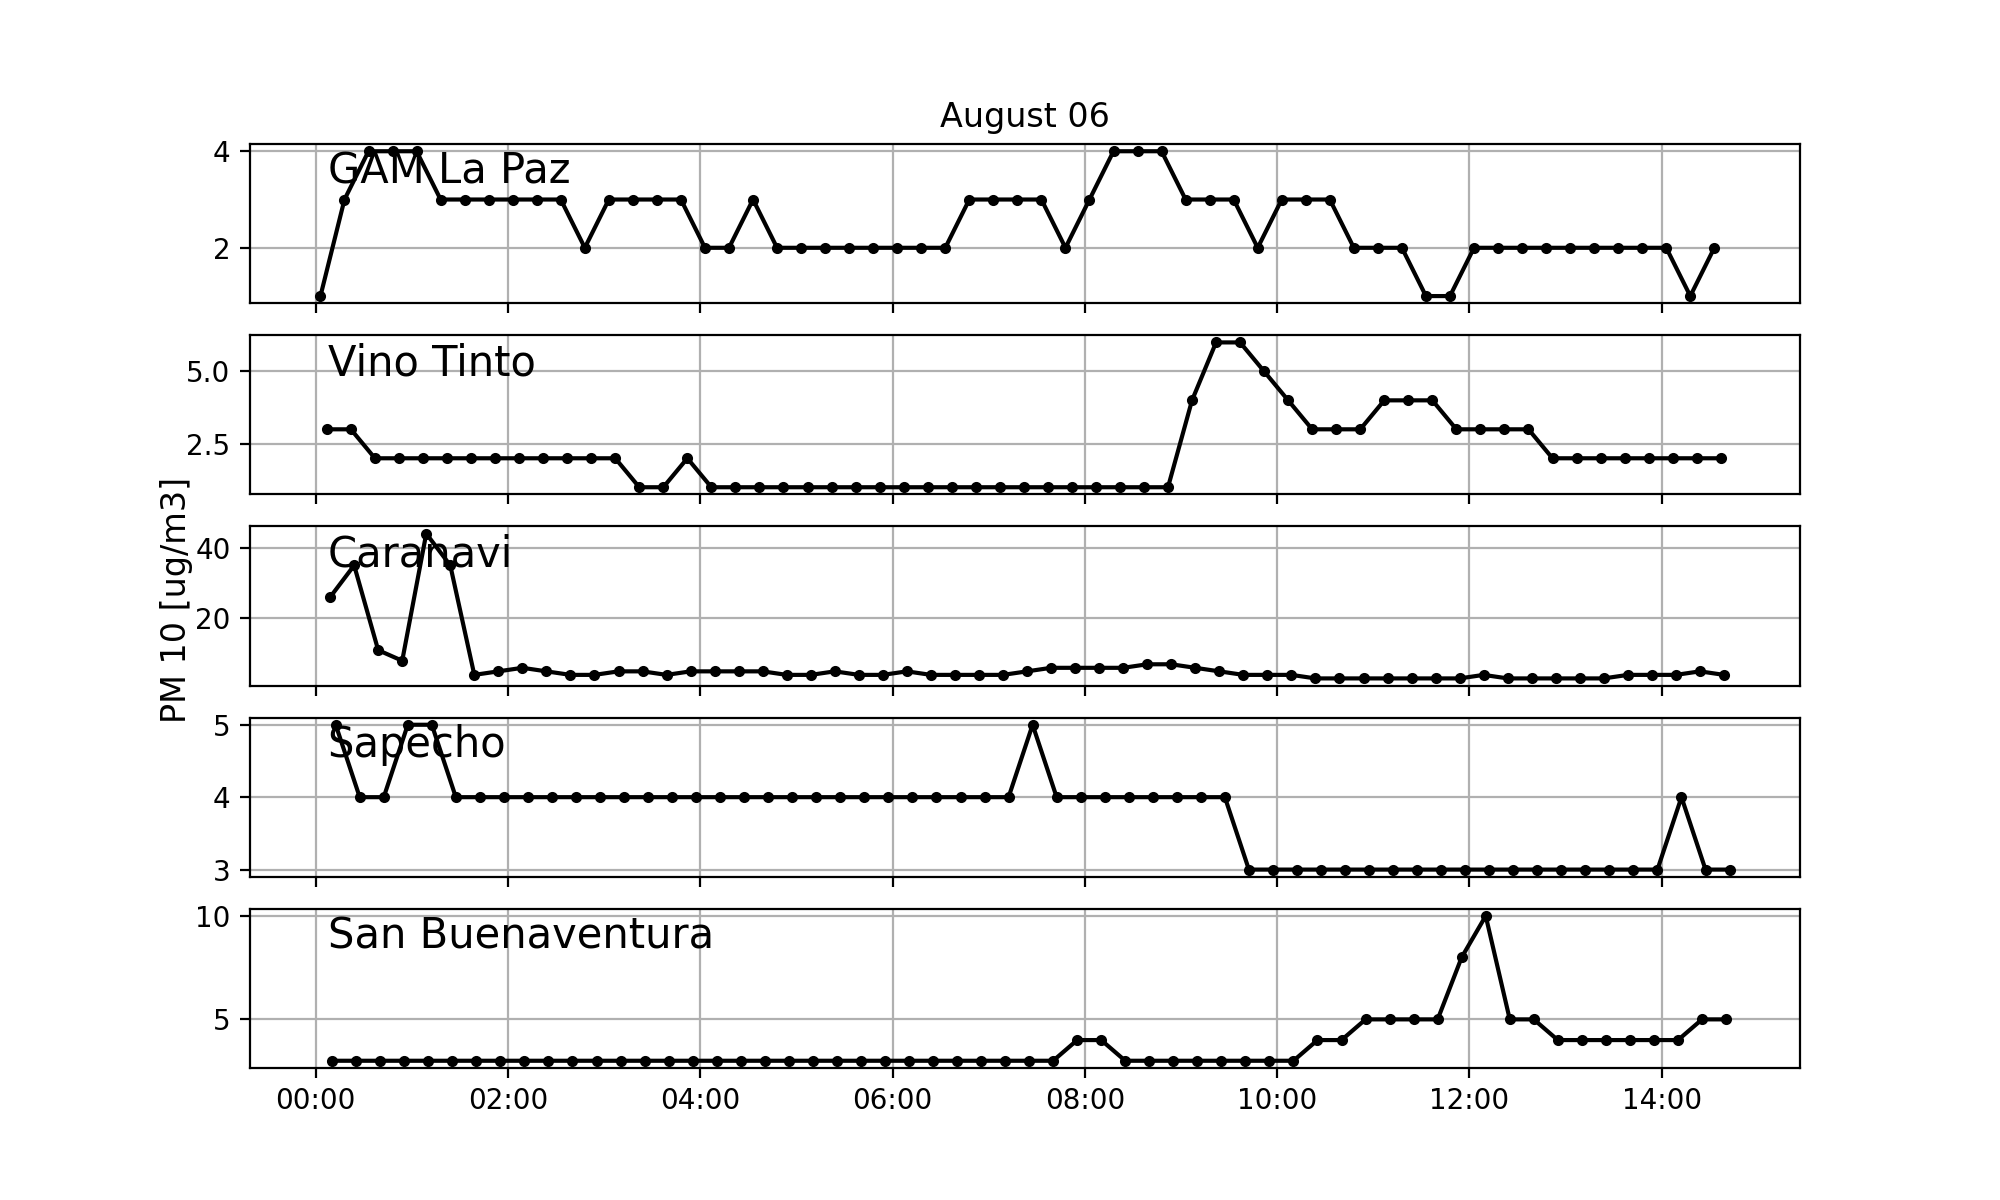 August 06
GAM La Paz
4
2
Vino Tinto
5.0
2.5
PM 10 [ug/m3]
Caranavi
40
20
Sapecho
5
4
3
San Buenaventura
10
5
00:00 02:00 04:00 06:00 08:00 10:00 12:00 14:00